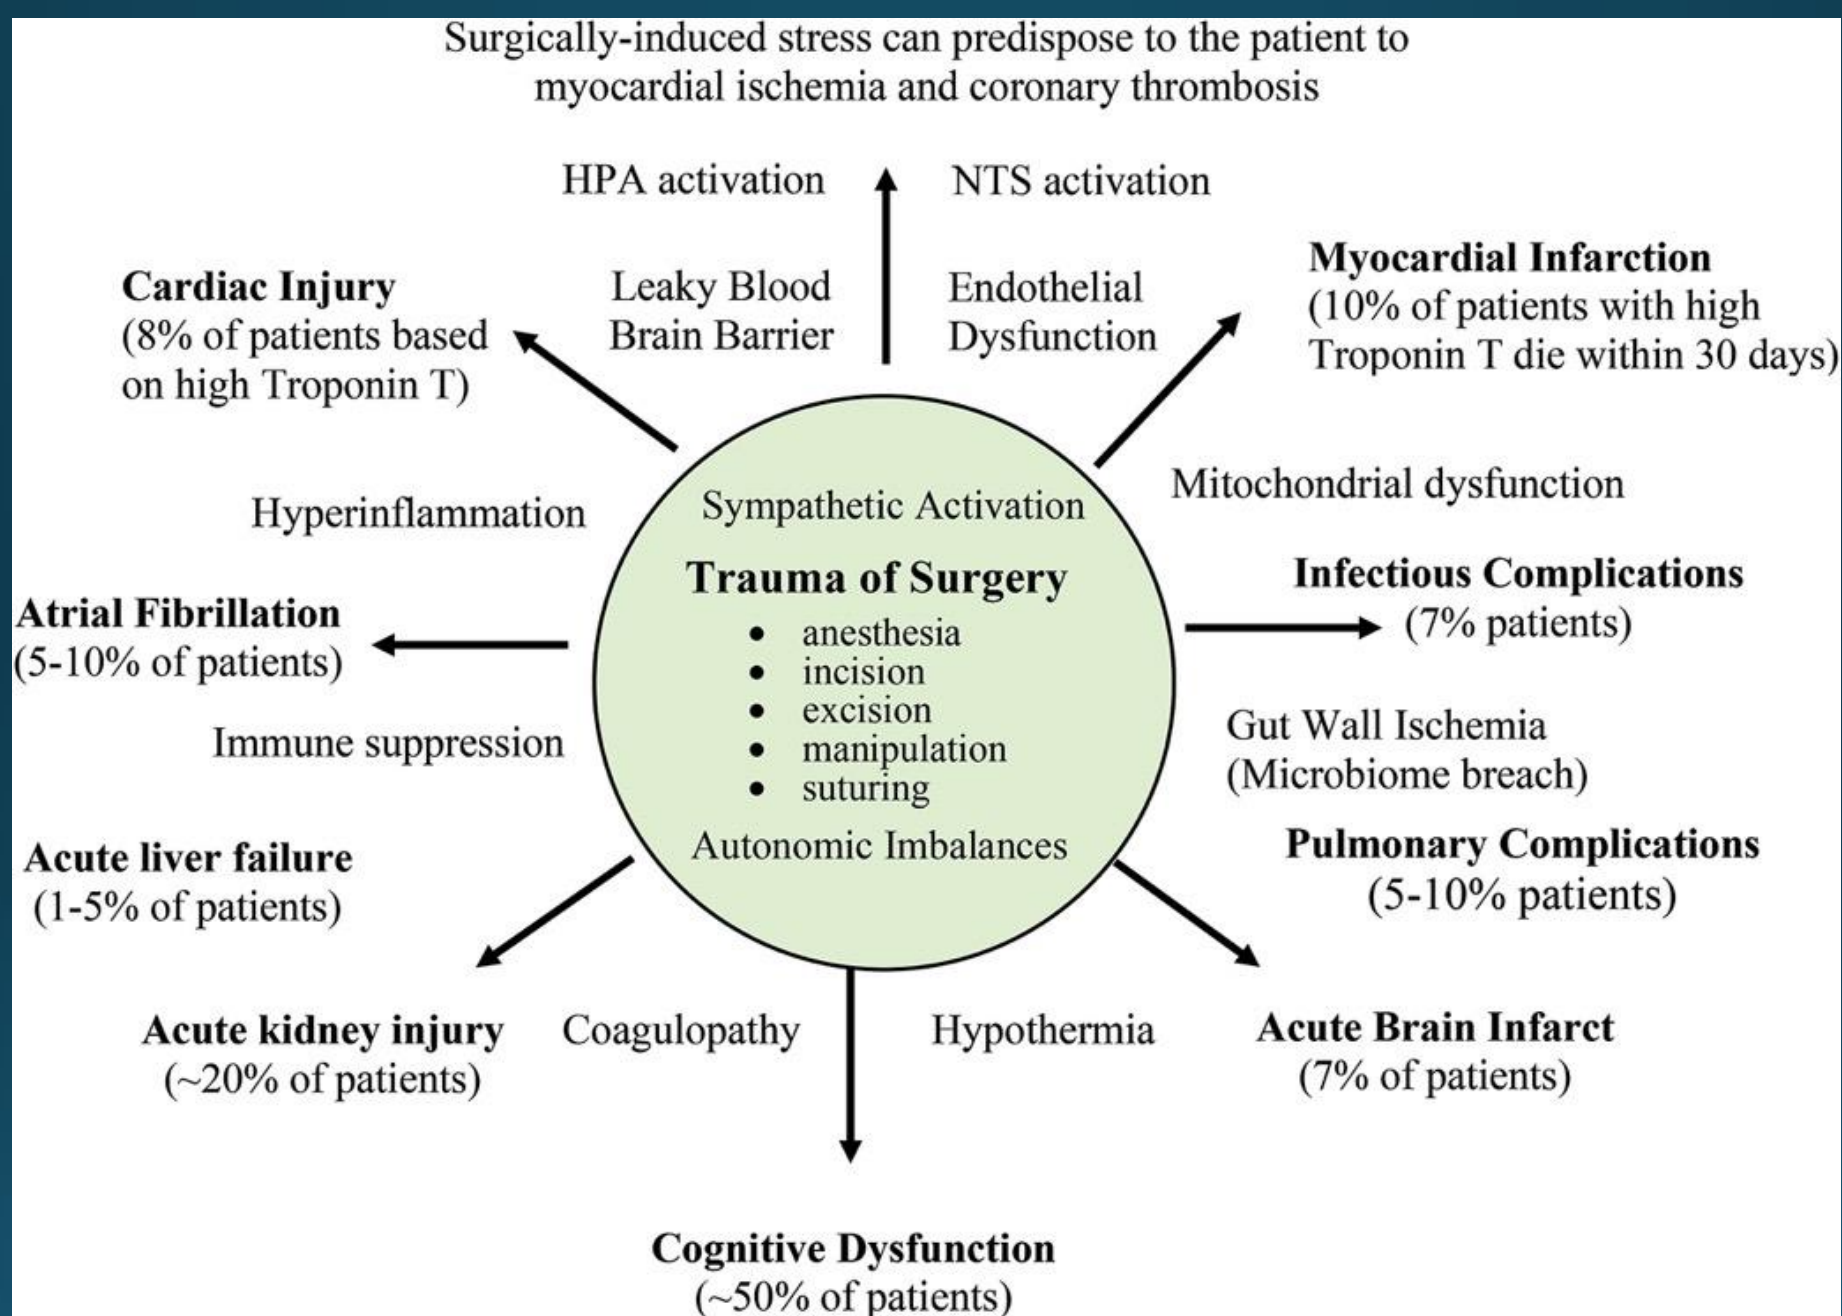 Surgically-induced stress can predispose to the patient to
myocardial ischemia and coronary thrombosis
HPA activation
NTS activation
Cardiac Injury
(8% of patients based
on high Troponin T)
Leaky Blood
Brain Barrier
Endothelial
Dysfunction
Myocardial Infarction
(10% of patients with high
Troponin T die within 30 days)
Hyperinflammation
Sympathetic Activation
Mitochondrial dysfunction
Trauma of Surgery
• anesthesia
• incision
• excision
• manipulation
• suturing
Autonomic Imbalances
Atrial Fibrillation
(5-10% of patients)
Infectious Complications
(7% patients)
Immune suppression
Gut Wall Ischemia
(Microbiome breach)
Acute liver failure
(1-5% of patients)
Pulmonary Complications
(5-10% patients)
Acute kidney injury
(~20% of patients)
Coagulopathy
Hypothermia
Acute Brain Infarct
(7% of patients)
Cognitive Dysfunction
(~50% of patients)